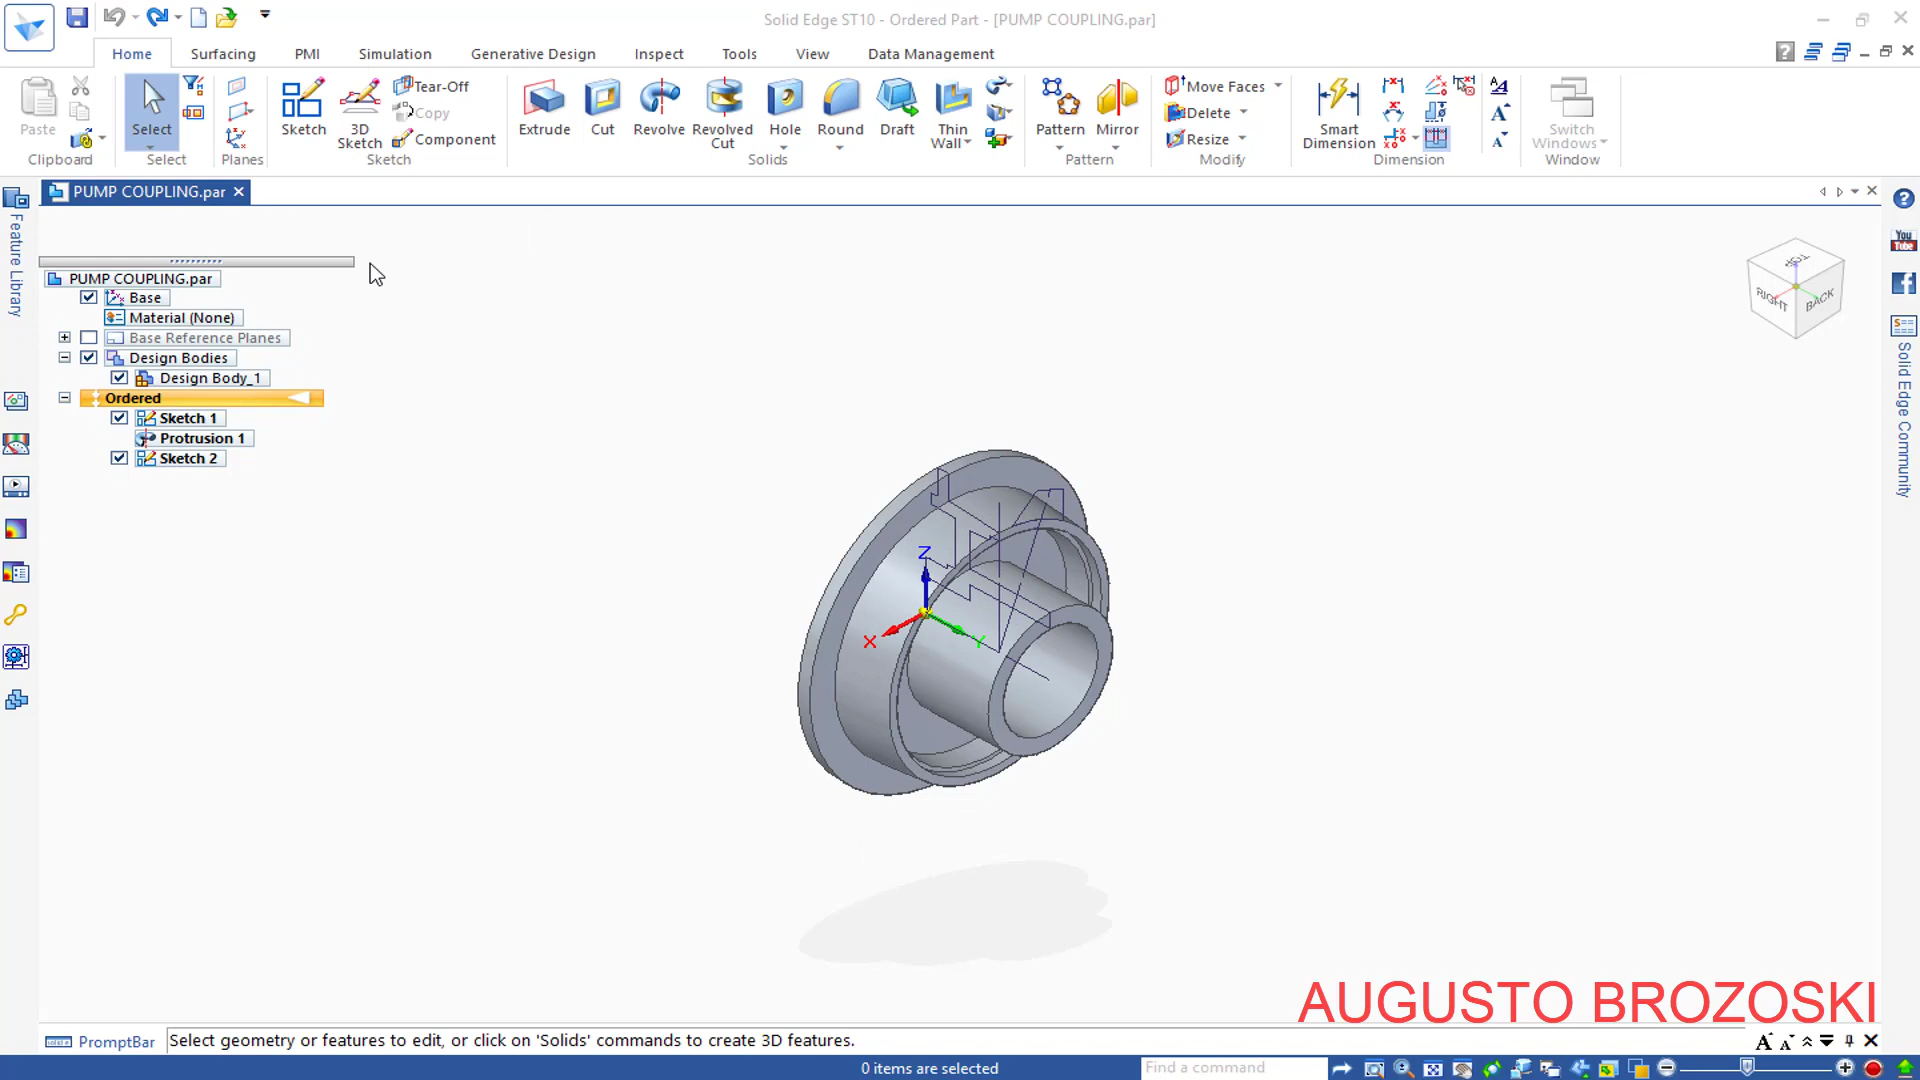 Solid Edge ST10 - Ordered Part - [PUMP COUPLING.par]
Home
Surfacing
PMI
Simulation
Generative Design
Inspect
Tools
View
Data Management
Paste
Clipboard
Select
Select
Planes
Sketch
3D Sketch
Tear-Off
Copy
Component
Sketch
Extrude
Cut
Revolve
Revolved Cut
Hole
Round
Draft
Thin Wall
Solids
Pattern
Mirror
Pattern
Move Faces
Delete
Resize
Modify
Smart Dimension
Dimension
Switch Windows
Window
PUMP COUPLING.par
Feature Library
PUMP COUPLING.par
Base
Material (None)
Base Reference Planes
Design Bodies
Design Body_1
Ordered
Sketch 1
Protrusion 1
Sketch 2
TOP
RIGHT
BACK
Z
X
Y
You Tube
Solid Edge Community
AUGUSTO BROZOSKI
PromptBar
Select geometry or features to edit, or click on 'Solids' commands to create 3D features.
0 items are selected
Find a command